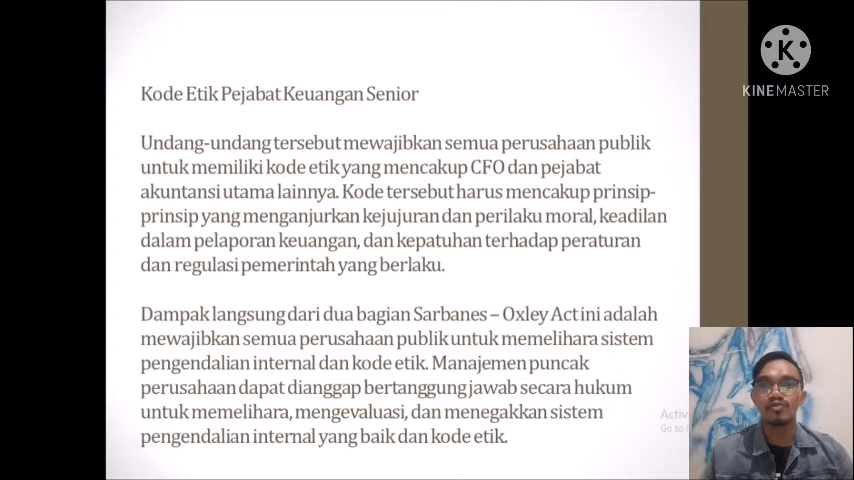 Kode Etik Pejabat Keuangan Senior
Undang-undang tersebut mewajibkan semua perusahaan publik
untuk memiliki kode etik yang mencakup CFO dan pejabat
akuntansi utama lainnya. Kode tersebut harus mencakup prinsip-
prinsip yang menganjurkan kejujuran dan perilaku moral, keadilan
dalam pelaporan keuangan, dan kepatuhan terhadap peraturan
dan regulasi pemerintah yang berlaku.
Dampak langsung dari dua bagian Sarbanes – Oxley Act ini adalah
mewajibkan semua perusahaan publik untuk memelihara sistem
pengendalian internal dan kode etik. Manajemen puncak
perusahaan dapat dianggap bertanggung jawab secara hukum
untuk memelihara, mengevaluasi, dan menegakkan sistem
pengendalian internal yang baik dan kode etik.
K
KINEMASTER
Go to